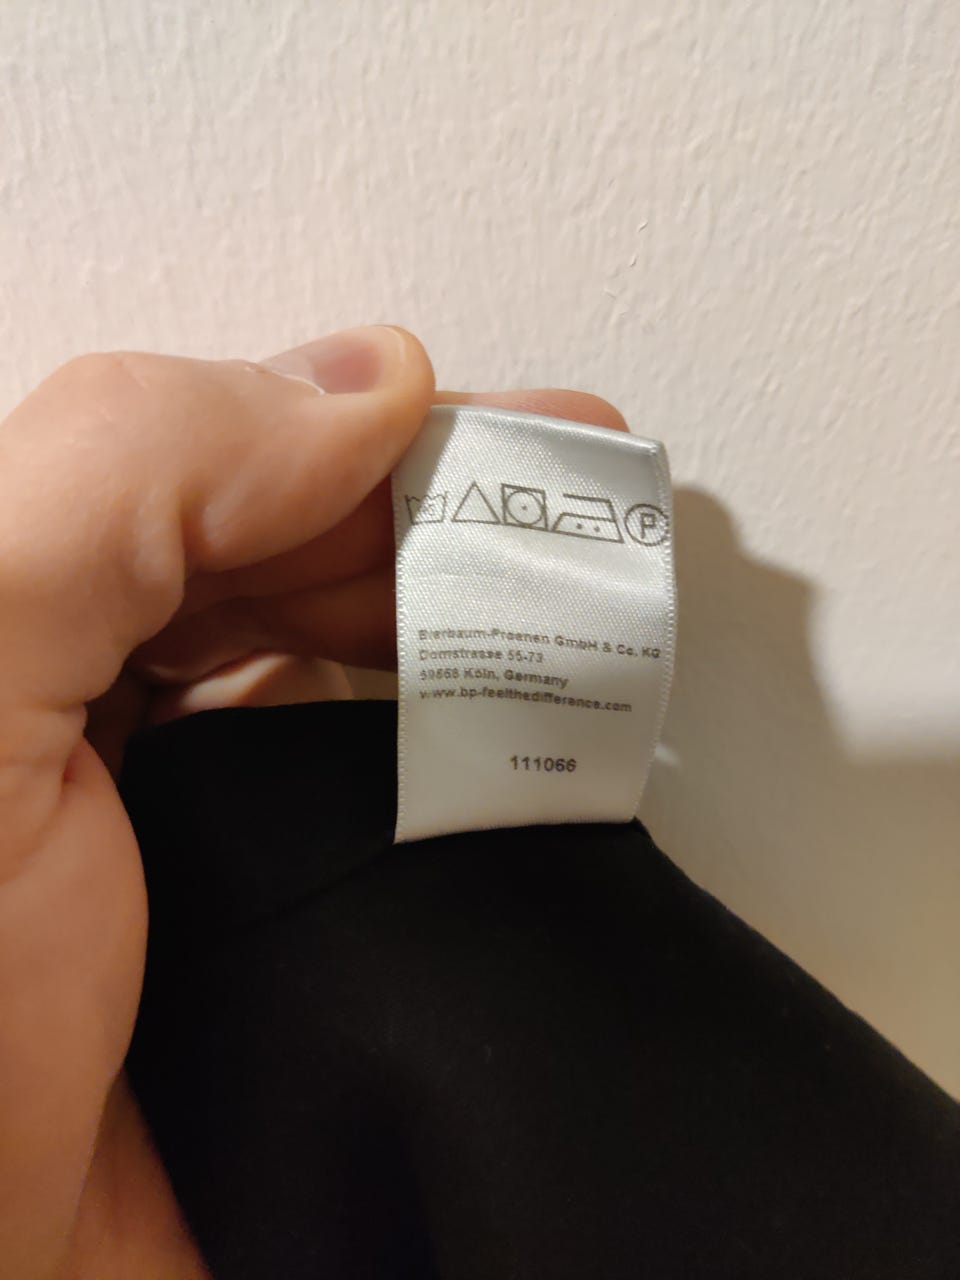 P
Bierbaum-Proenen GmbH & Co. KG
Domstrasse 55-73
50668 Köln, Germany
www.bp-feelthedifference.com
111066